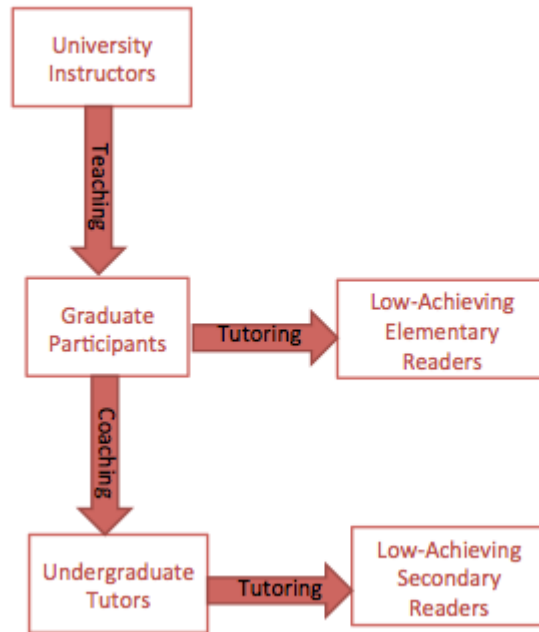 University
Instructors
Teaching
Graduate
Participants
Tutoring
Low-Achieving
Elementary
Readers
Coaching
Undergraduate
Tutors
Tutoring
Low-Achieving
Secondary
Readers